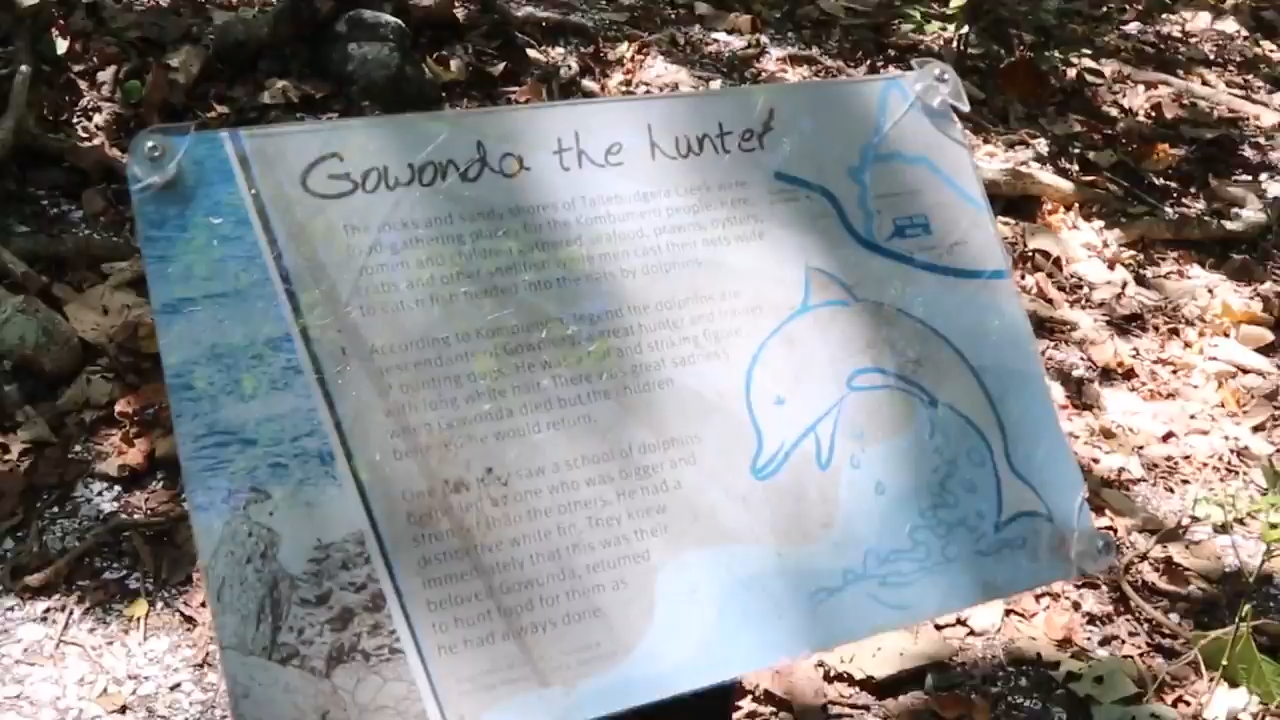 Gowonda the hunter
The rocks and sandy shores of Tallebudgera Creek were
food-gathering places for the Kombumerri people. Here,
women and children gathered seafood, prawns, oysters,
crabs and other shellfish while men cast their nets wide
to catch fish herded into the nets by dolphins.
According to Kombumerri legend the dolphins are
descendants of Gowonda, a great hunter and trainer
of hunting dogs. He was a tall and striking figure
with long white hair. There was great sadness
when Gowonda died but the children
believed he would return.
One day they saw a school of dolphins
being led by one who was bigger and
stronger than the others. He had a
distinctive white fin. They knew
immediately that this was their
beloved Gowunda, returned
to hunt food for them as
he had always done.